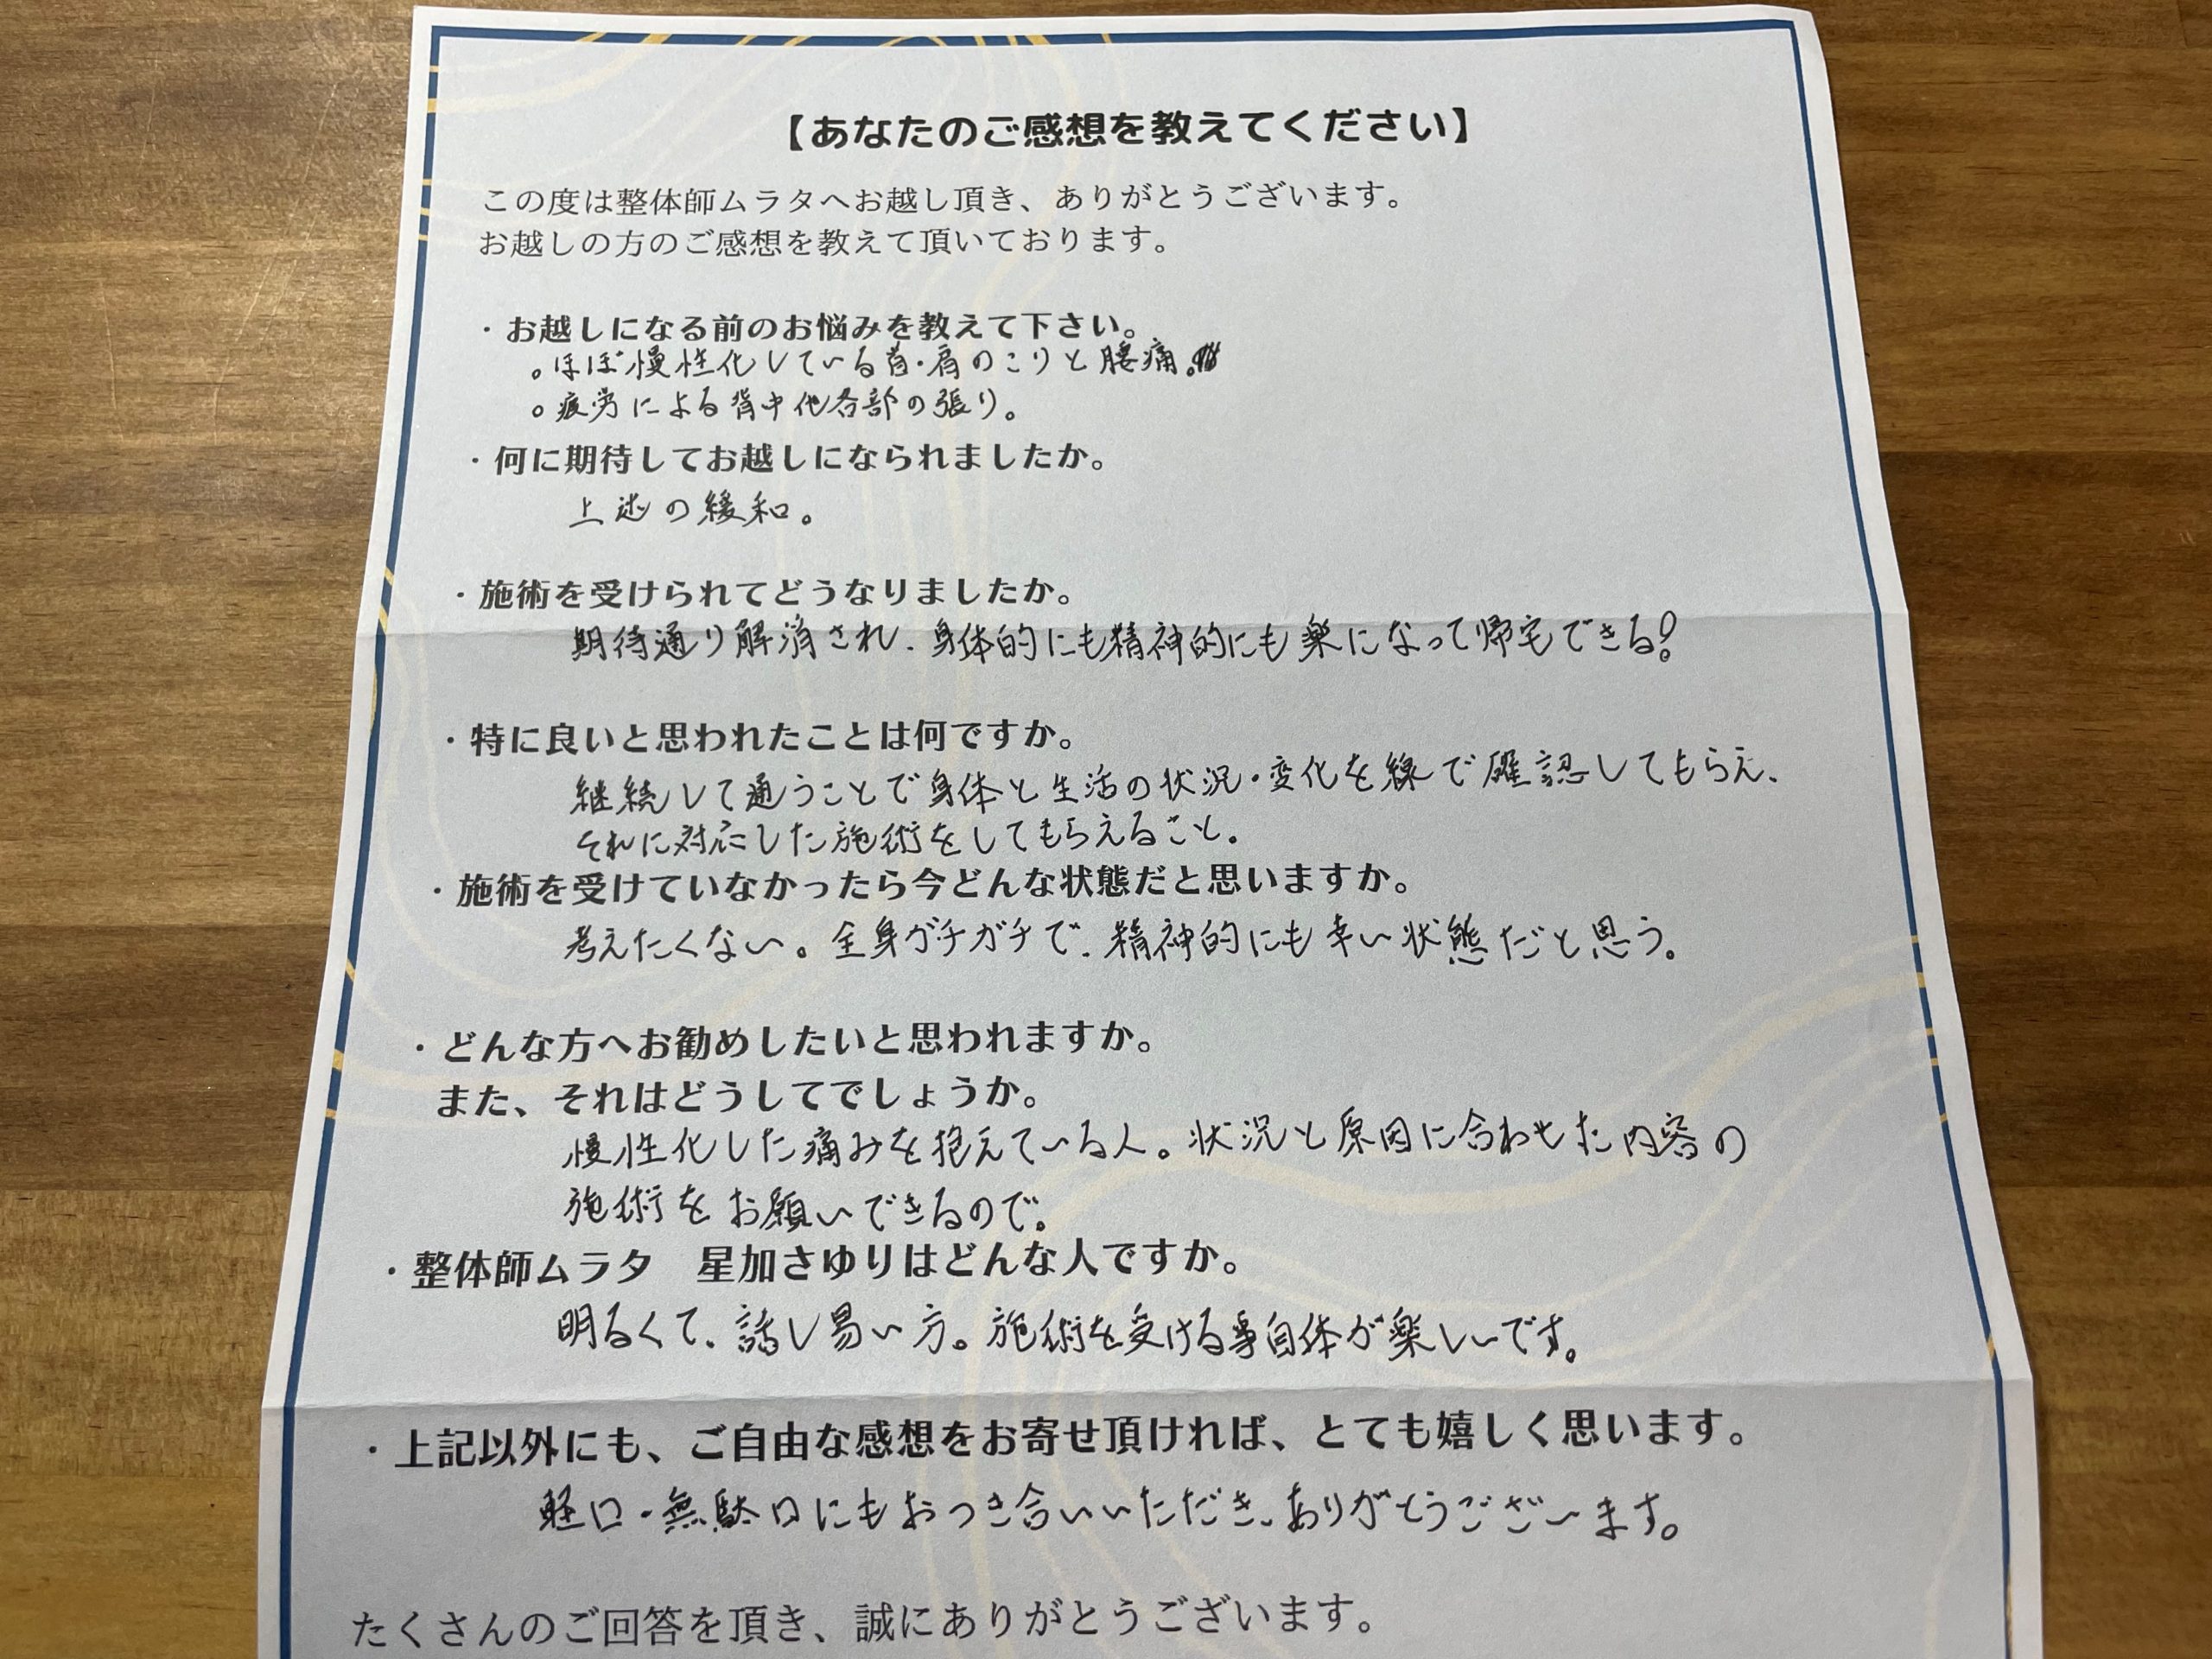 【あなたのご感想を教えてください】
この度は整体師ムラタへお越し頂き、ありがとうございます。
お越しの方のご感想を教えて頂いております。
・お越しになる前のお悩みを教えて下さい。
。ほぼ慢性化している首・肩のこりと腰痛。
。疲労による背中他各部の張り。
・何に期待してお越しになられましたか。
上述の緩和。
・施術を受けられてどうなりましたか。
期待通り解消され、身体的にも精神的にも楽になって帰宅できる!
・特に良いと思われたことは何ですか。
継続して通うことで身体と生活の状況・変化を線で確認してもらえ、
それに対応した施術をしてもらえること。
・施術を受けていなかったら今どんな状態だと思いますか。
考えたくない。全身ガチガチで、精神的にも辛い状態だと思う。
・どんな方へお勧めしたいと思われますか。
また、それはどうしてでしょうか。
慢性化した痛みを抱えている人。状況と原因に合わせた内容の
施術をお願いできるので。
・整体師ムラタ 星加さゆりはどんな人ですか。
明るくて、話し易い方。施術を受ける事自体が楽しいです。
・上記以外にも、ご自由な感想をお寄せ頂ければ、とても嬉しく思います。
軽口・無駄口にもおつき合いいただき、ありがとうございます。
たくさんのご回答を頂き、誠にありがとうございます。